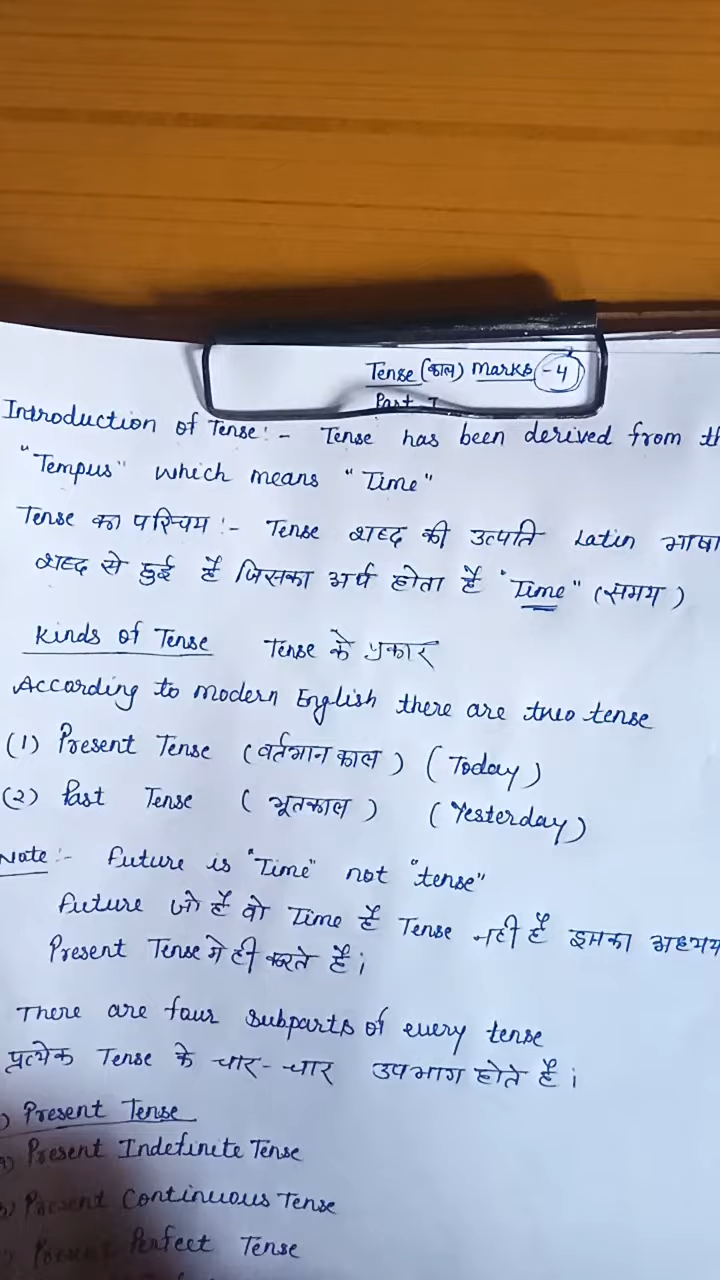 Tense (काल) Marks -4
Part I
Introduction of Tense :- Tense has been derived from
"Tempus" which means "Time"
Tense का परिचय :- Tense शब्द की उत्पति Latin भाषा
शब्द से हुई है जिसका अर्थ होता है "Time" (समय)
Kinds of Tense Tense के प्रकार
According to modern English there are two tense
(1) Present Tense (वर्तमान काल) (Today)
(2) Past Tense (भूतकाल) (Yesterday)
Note :- Future is "Time" not "tense"
Future जो है वो Time है Tense नही है इसका
Present Tense मे ही करते है।
There are four subparts of every tense
प्रत्येक Tense के चार-चार उपभाग होते है।
) Present Tense
) Present Indefinite Tense
) Present Continuous Tense
Present Perfect Tense